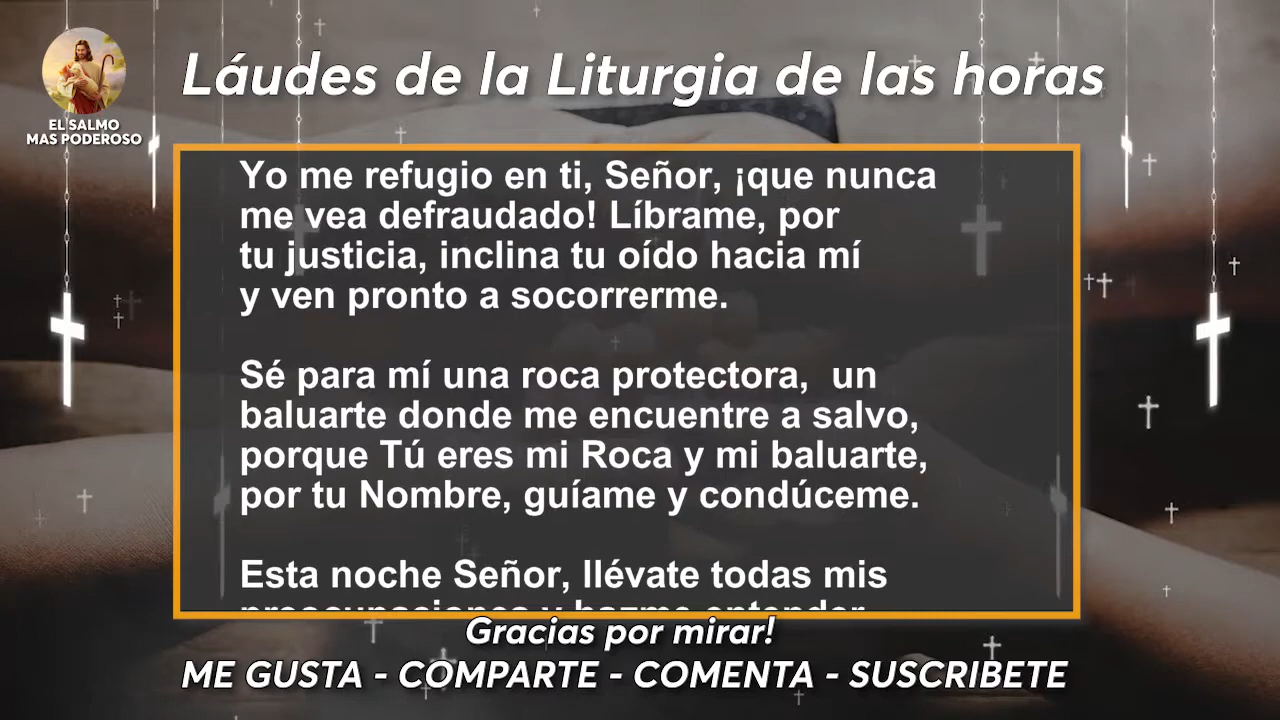 Láudes de la Liturgia de las horas
EL SALMO
MAS PODEROSO
Yo me refugio en ti, Señor, ¡que nunca
me vea defraudado! Líbrame, por
tu justicia, inclina tu oído hacia mí
y ven pronto a socorrerme.
Sé para mí una roca protectora,  un
baluarte donde me encuentre a salvo,
porque Tú eres mi Roca y mi baluarte,
por tu Nombre, guíame y condúceme.
Esta noche Señor, llévate todas mis
Gracias por mirar!
ME GUSTA - COMPARTE - COMENTA - SUSCRIBETE